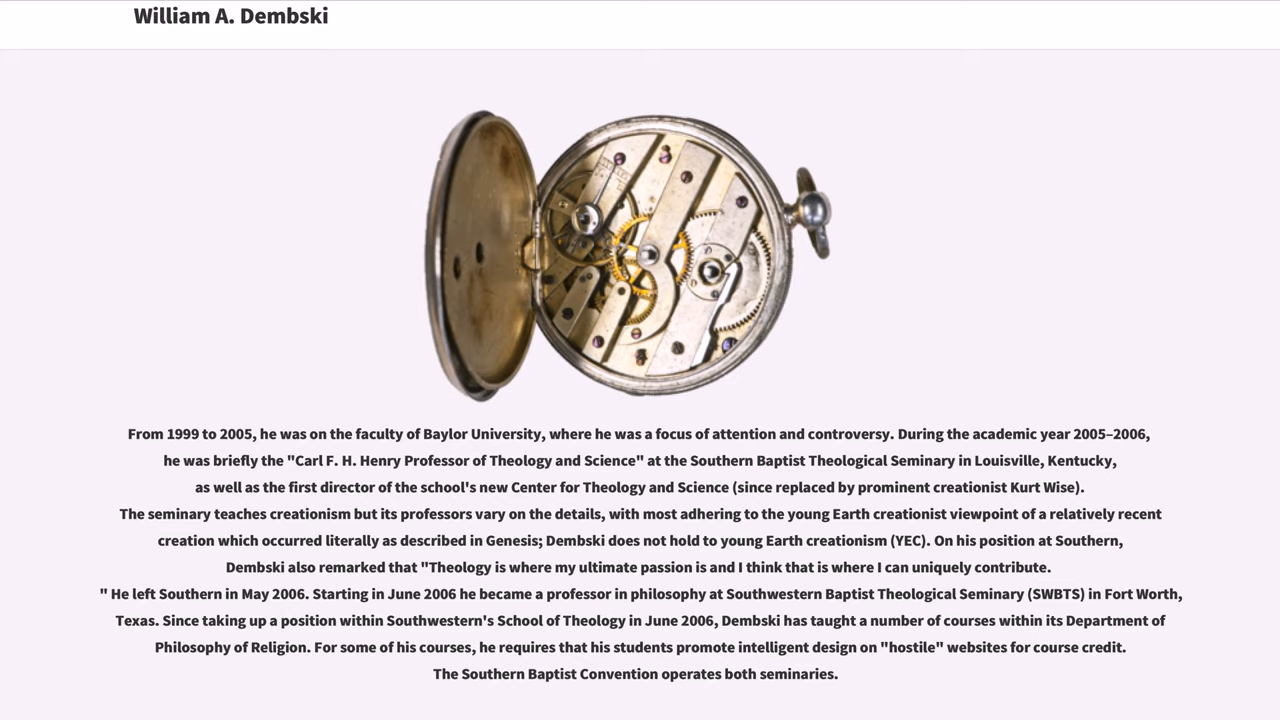 William A. Dembski
From 1999 to 2005, he was on the faculty of Baylor University, where he was a focus of attention and controversy. During the academic year 2005–2006,
he was briefly the "Carl F. H. Henry Professor of Theology and Science" at the Southern Baptist Theological Seminary in Louisville, Kentucky,
as well as the first director of the school's new Center for Theology and Science (since replaced by prominent creationist Kurt Wise).
The seminary teaches creationism but its professors vary on the details, with most adhering to the young Earth creationist viewpoint of a relatively recent
creation which occurred literally as described in Genesis; Dembski does not hold to young Earth creationism (YEC). On his position at Southern,
Dembski also remarked that "Theology is where my ultimate passion is and I think that is where I can uniquely contribute.
" He left Southern in May 2006. Starting in June 2006 he became a professor in philosophy at Southwestern Baptist Theological Seminary (SWBTS) in Fort Worth,
Texas. Since taking up a position within Southwestern's School of Theology in June 2006, Dembski has taught a number of courses within its Department of
Philosophy of Religion. For some of his courses, he requires that his students promote intelligent design on "hostile" websites for course credit.
The Southern Baptist Convention operates both seminaries.